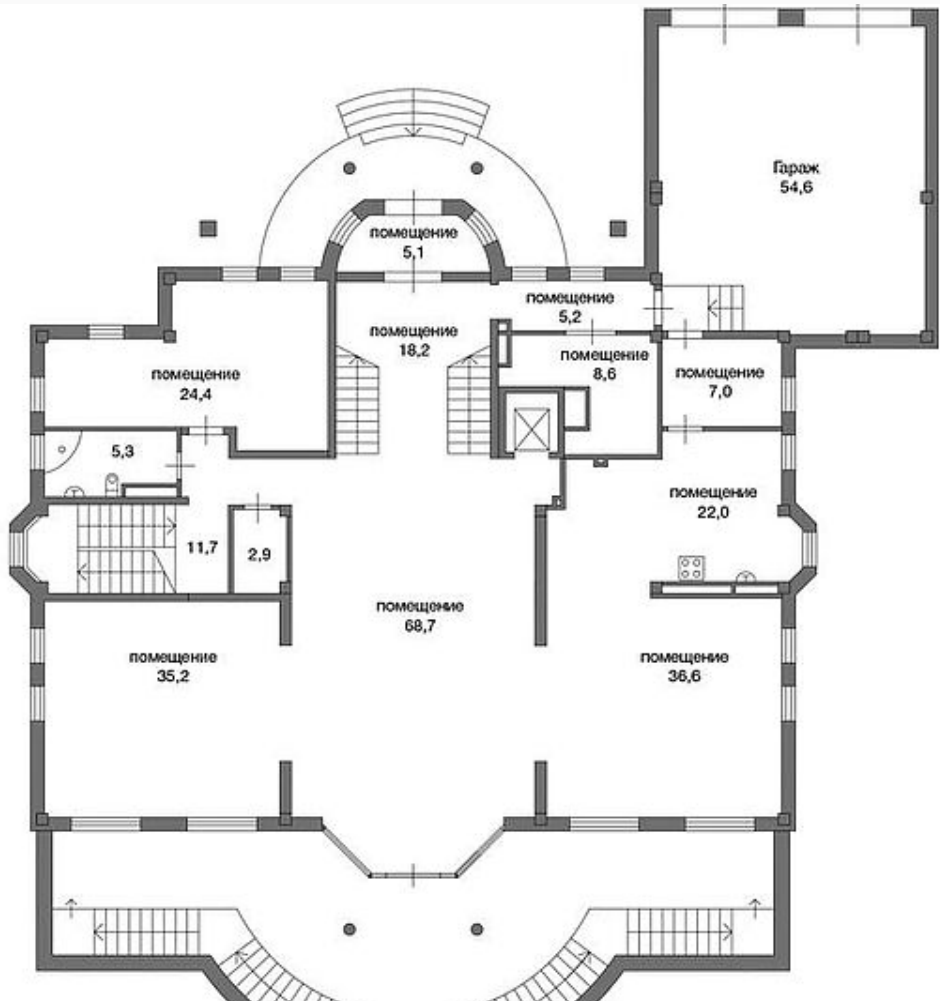 Гараж
54,6
помещение
5,1
помещение
5,2
помещение
18,2
помещение
8,6
помещение
24,4
помещение
7,0
5,3
помещение
22,0
11,7
2,9
помещение
68,7
помещение
35,2
помещение
36,6